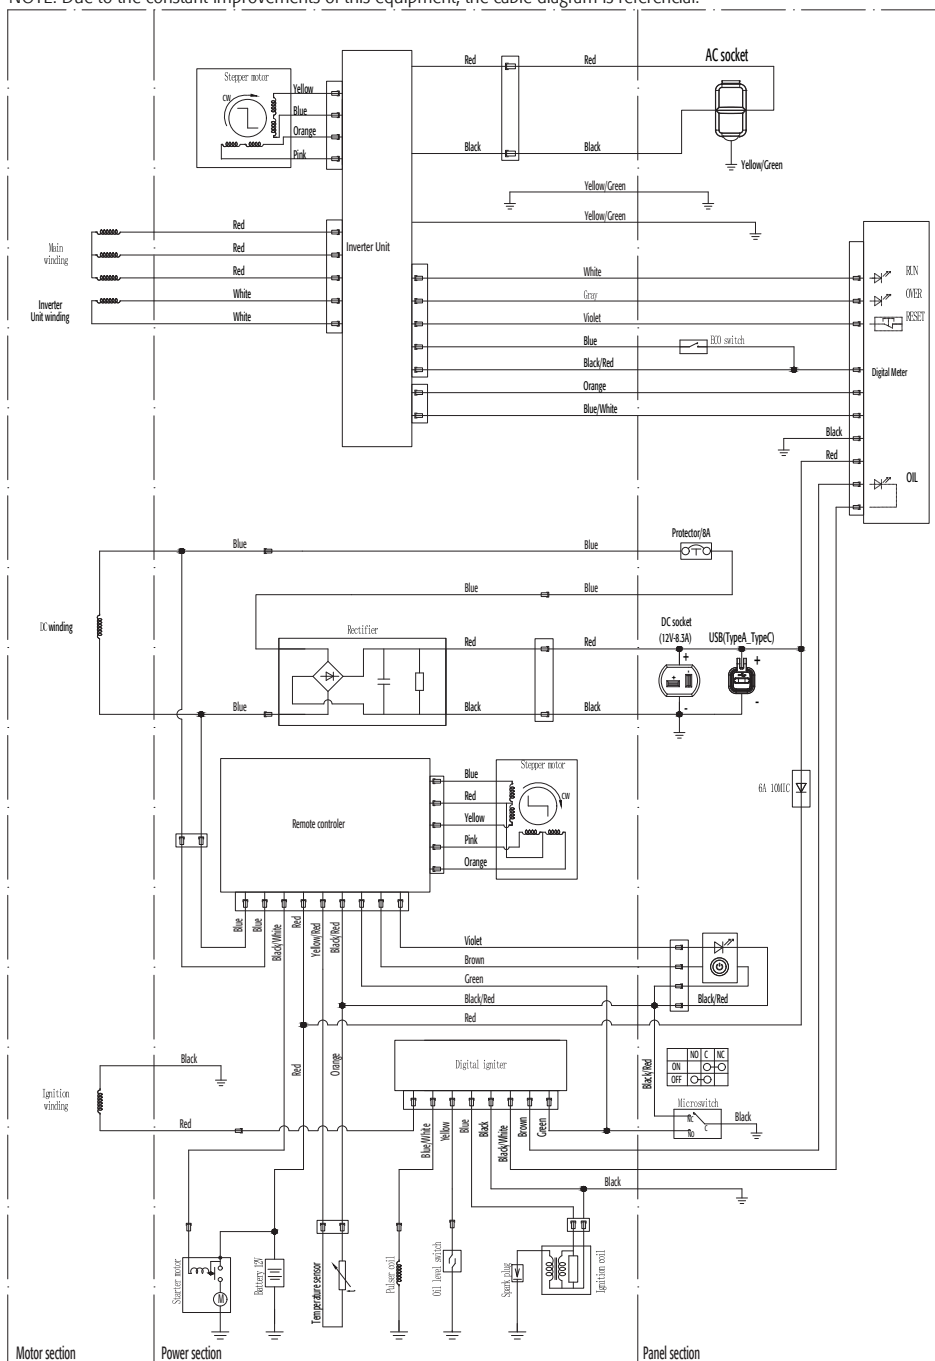 NOTE: Due to the constant improvements of this equipment, the cable diagram is referencial.
Red
Red
AC socket
Stepper motor
CW
Yellow
Blue
Orange
Pink
Black
Black
Yellow/Green
Yellow/Green
Yellow/Green
Inverter Unit
Main
winding
Red
Red
Red
Inverter
Unit winding
White
White
White
RUN
Gray
OVER
Violet
RESET
Blue
ECO switch
Black/Red
Digital Meter
Orange
Blue/White
Black
Red
OIL
Blue
Blue
Protector/8A
Blue
Blue
DC winding
Rectifier
Red
Red
DC socket
(12V-8.3A)
USB(TypeA_TypeC)
+
+
-
-
Blue
Black
Black
Remote controler
Blue
Red
Yellow
Pink
Orange
Stepper motor
CW
6A 10MIC
Blue
Blue
Black/White
Red
Yellow/Red
Black/Red
Violet
Brown
Green
Black/Red
Black/Red
Red
Black
Red
Orange
Digital igniter
Black/Red
NO C NC
ON
OFF
Ignition
winding
Microswitch
NC
C
No
Black
Red
Blue/White
Yellow
Blue
Black
Black/White
Brown
Green
Black
Starter motor
M
Battery 12V
Temperature sensor
t
Pulser coil
Oil level switch
Spark plug
Ignition coil
Motor section
Power section
Panel section